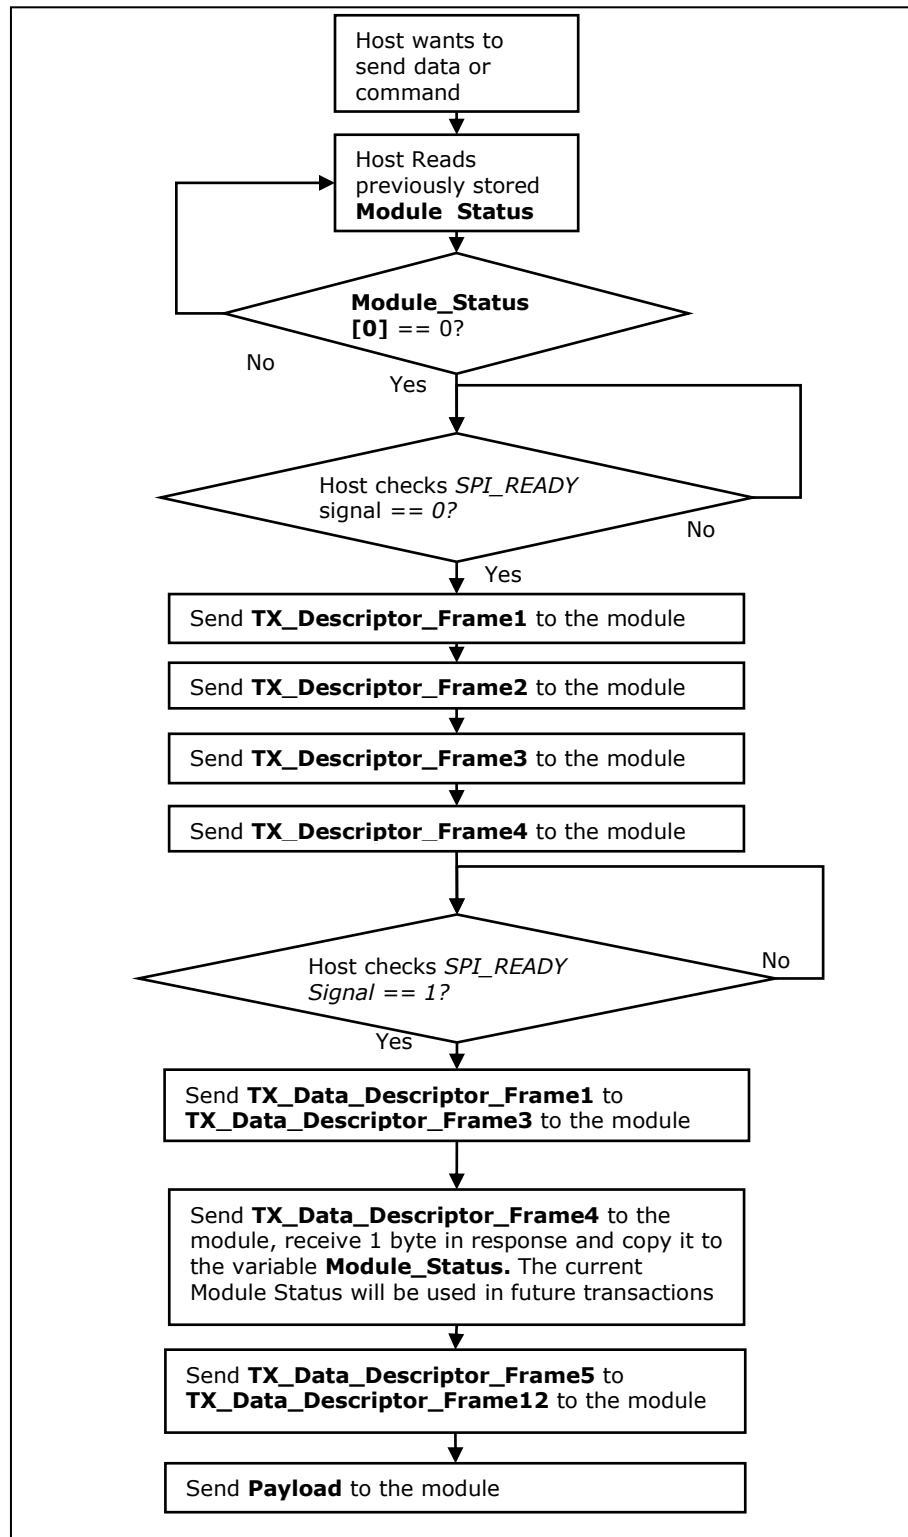 Host wants to
send data or
command
Host Reads
previously stored
Module_Status
Module_Status
[0] == 0?
No
Yes
Host checks SPI_READY
signal == 0?
No
Yes
Send TX_Descriptor_Frame1 to the module
Send TX_Descriptor_Frame2 to the module
Send TX_Descriptor_Frame3 to the module
Send TX_Descriptor_Frame4 to the module
Host checks SPI_READY
Signal == 1?
No
Yes
Send TX_Data_Descriptor_Frame1 to
TX_Data_Descriptor_Frame3 to the module
Send TX_Data_Descriptor_Frame4 to the
module, receive 1 byte in response and copy it to
the variable Module_Status. The current
Module Status will be used in future transactions
Send TX_Data_Descriptor_Frame5 to
TX_Data_Descriptor_Frame12 to the module
Send Payload to the module